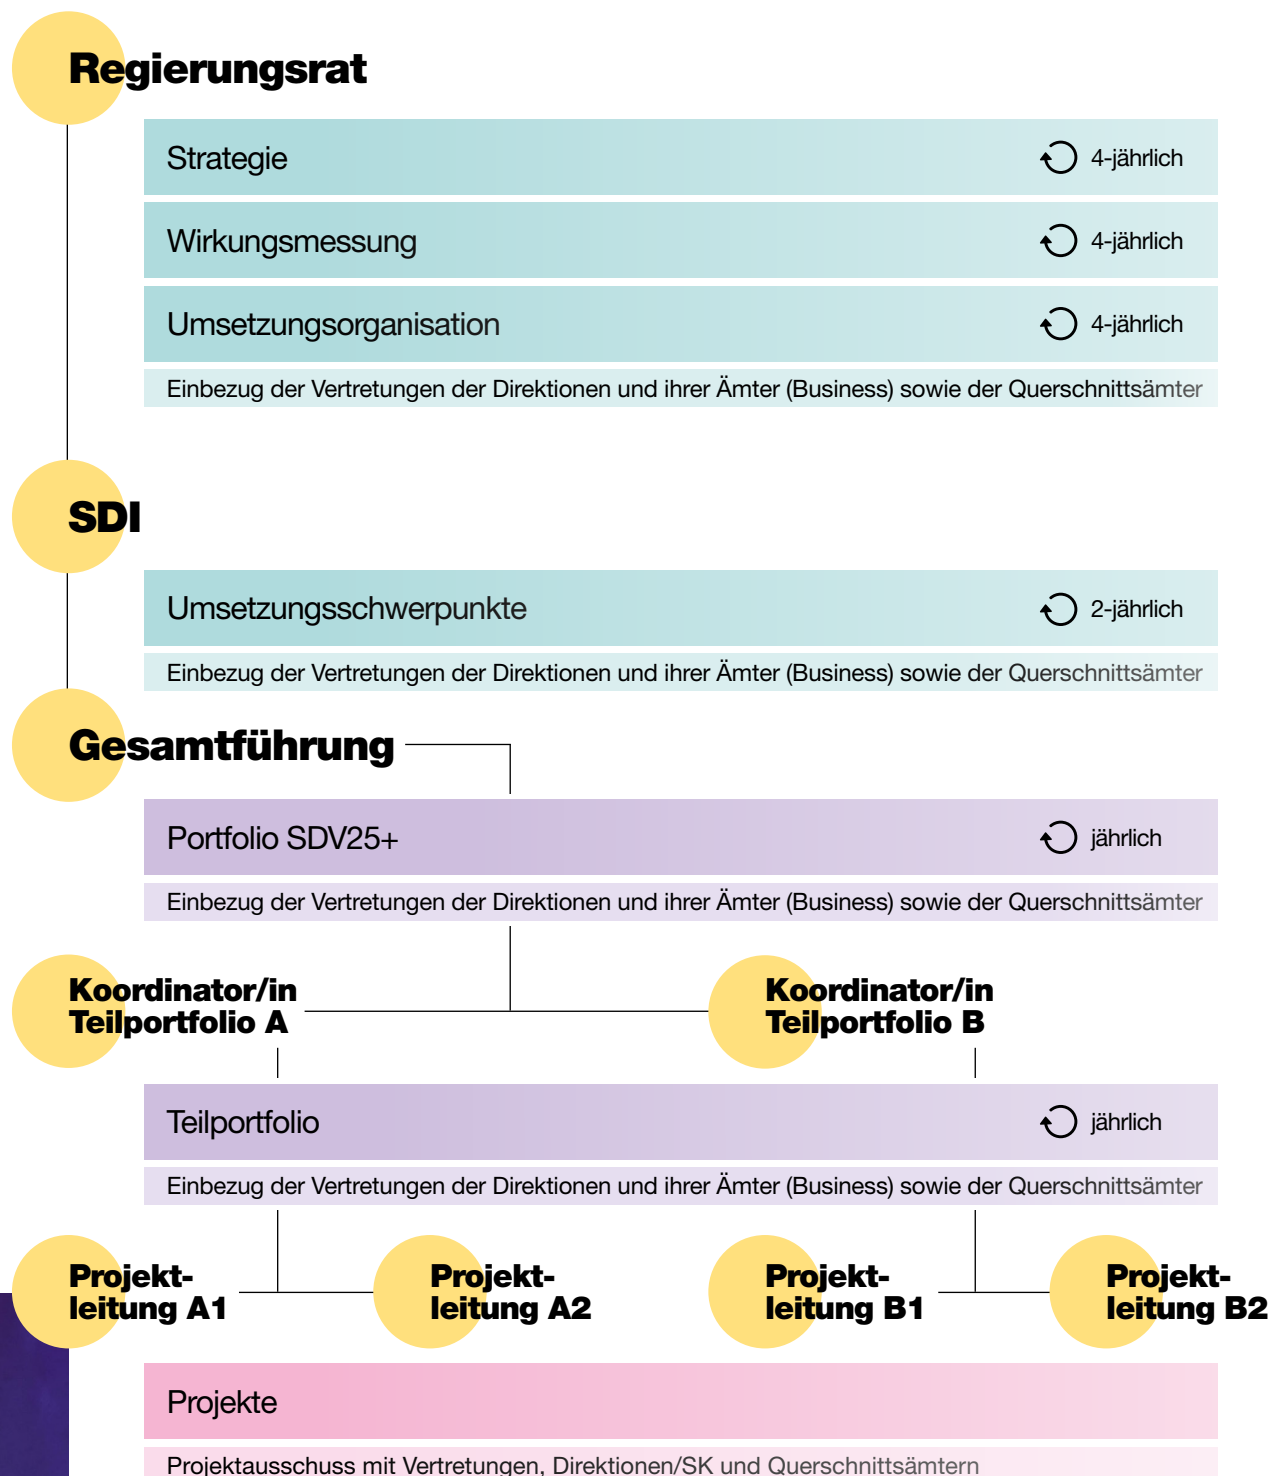 Regierungsrat
Strategie
4-jährlich
Wirkungsmessung
4-jährlich
Umsetzungsorganisation
4-jährlich
Einbezug der Vertretungen der Direktionen und ihrer Ämter (Business) sowie der Querschnittsämter
SDI
Umsetzungsschwerpunkte
2-jährlich
Einbezug der Vertretungen der Direktionen und ihrer Ämter (Business) sowie der Querschnittsämter
Gesamtführung
Portfolio SDV25+
jährlich
Einbezug der Vertretungen der Direktionen und ihrer Ämter (Business) sowie der Querschnittsämter
Koordinator/in
Teilportfolio A
Koordinator/in
Teilportfolio B
Teilportfolio
jährlich
Einbezug der Vertretungen der Direktionen und ihrer Ämter (Business) sowie der Querschnittsämter
Projekt-
leitung A1
Projekt-
leitung A2
Projekt-
leitung B1
Projekt-
leitung B2
Projekte
Projektausschuss mit Vertretungen, Direktionen/SK und Querschnittsämtern